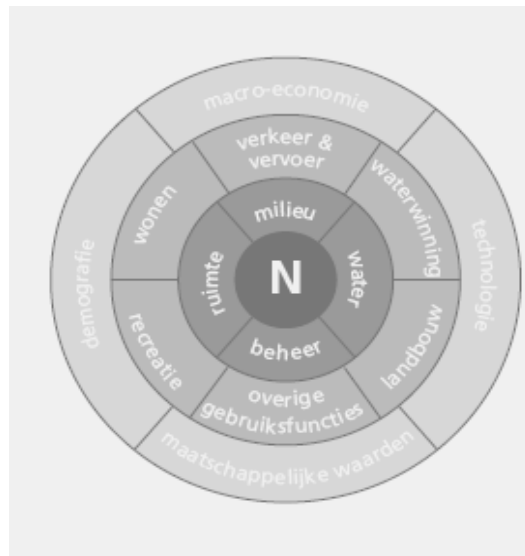 macro-economie
verkeer &
vervoer
wonen
waterwinning
milieu
demografie
ruimte
N
water
technologie
beheer
recreatie
landbouw
overige
gebruiksfuncties
maatschappelijke waarden